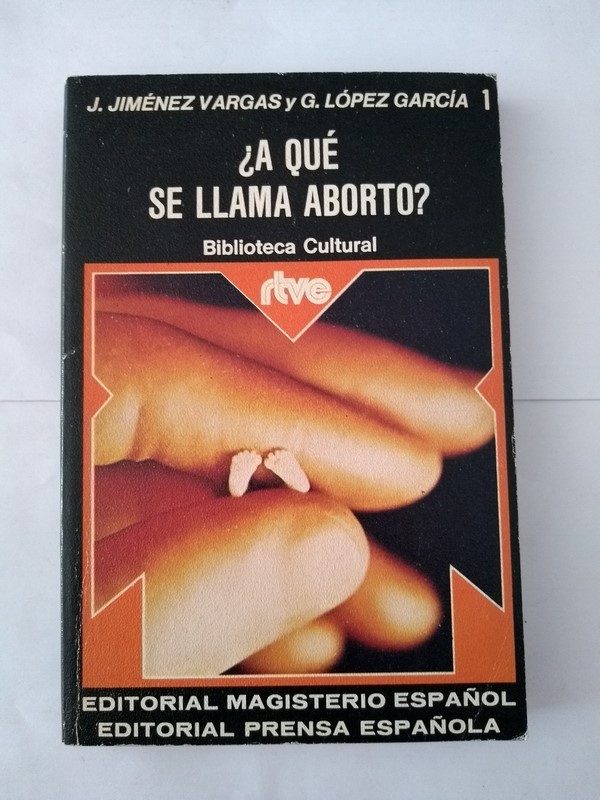 J. JIMÉNEZ VARGAS y G. LÓPEZ GARCÍA 1
¿A QUÉ
SE LLAMA ABORTO?
Biblioteca Cultural
rtve
EDITORIAL MAGISTERIO ESPAÑOL
EDITORIAL PRENSA ESPAÑOLA